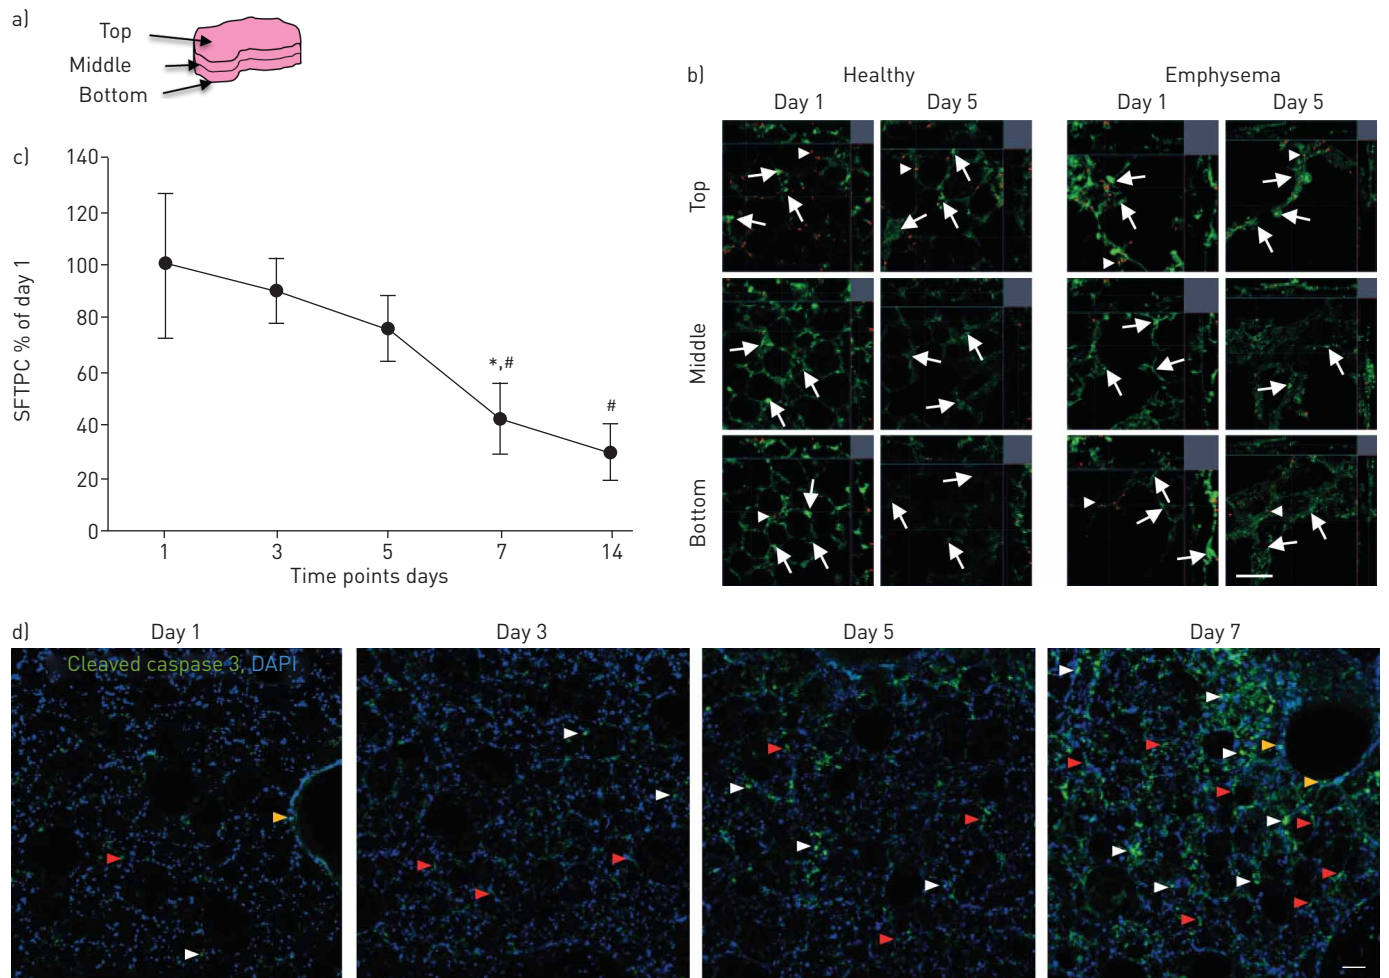 a)
Top
Middle
Bottom
b)
Healthy
Emphysema
Day 1
Day 5
Day 1
Day 5
Top
Middle
Bottom
c)
SFTPC % of day 1
140
120
100
80
60
40
20
0
*,#
#
1
3
5
7
14
Time points days
d)
Day 1
Day 3
Day 5
Day 7
Cleaved caspase 3, DAPI